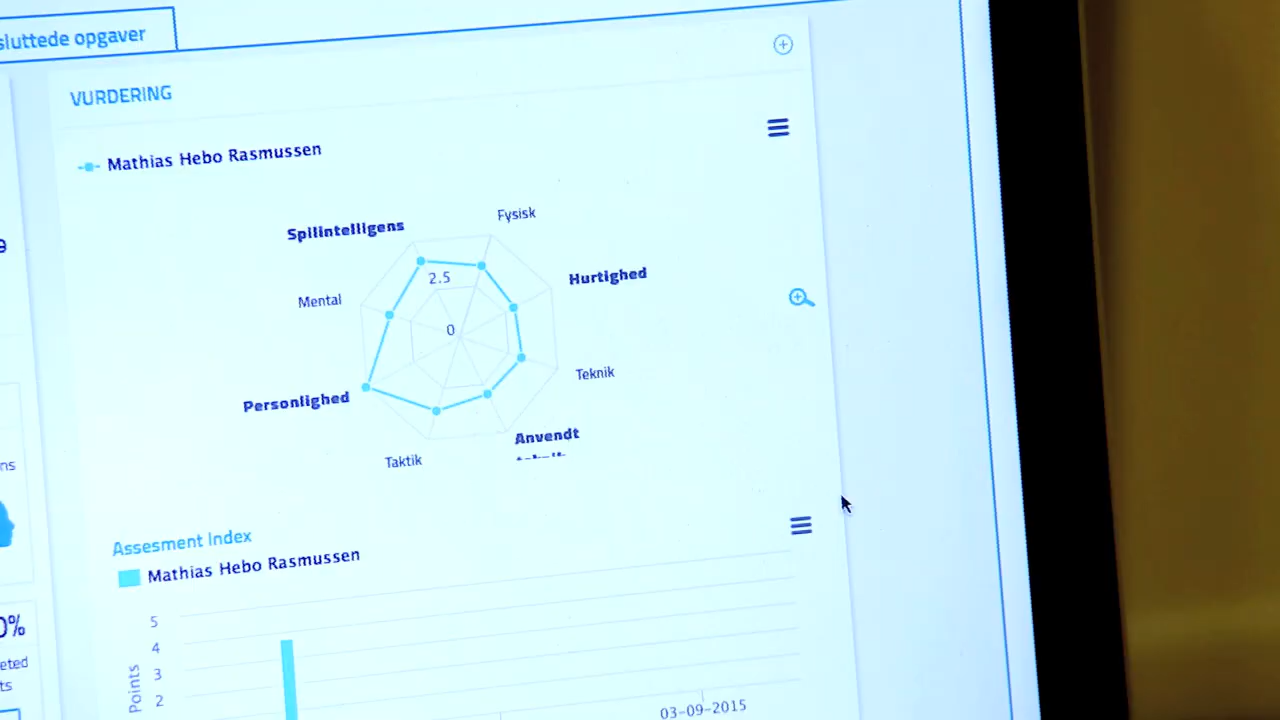 sluttede opgaver
VURDERING
Mathias Hebo Rasmussen
Fysisk
Spilintelligens
Hurtighed
2.5
Mental
0
Teknik
Personlighed
Anvendt
Taktik
ns
Assesment Index
Mathias Hebo Rasmussen
5
4
3
2
Points
03-09-2015
0%
eted
ts